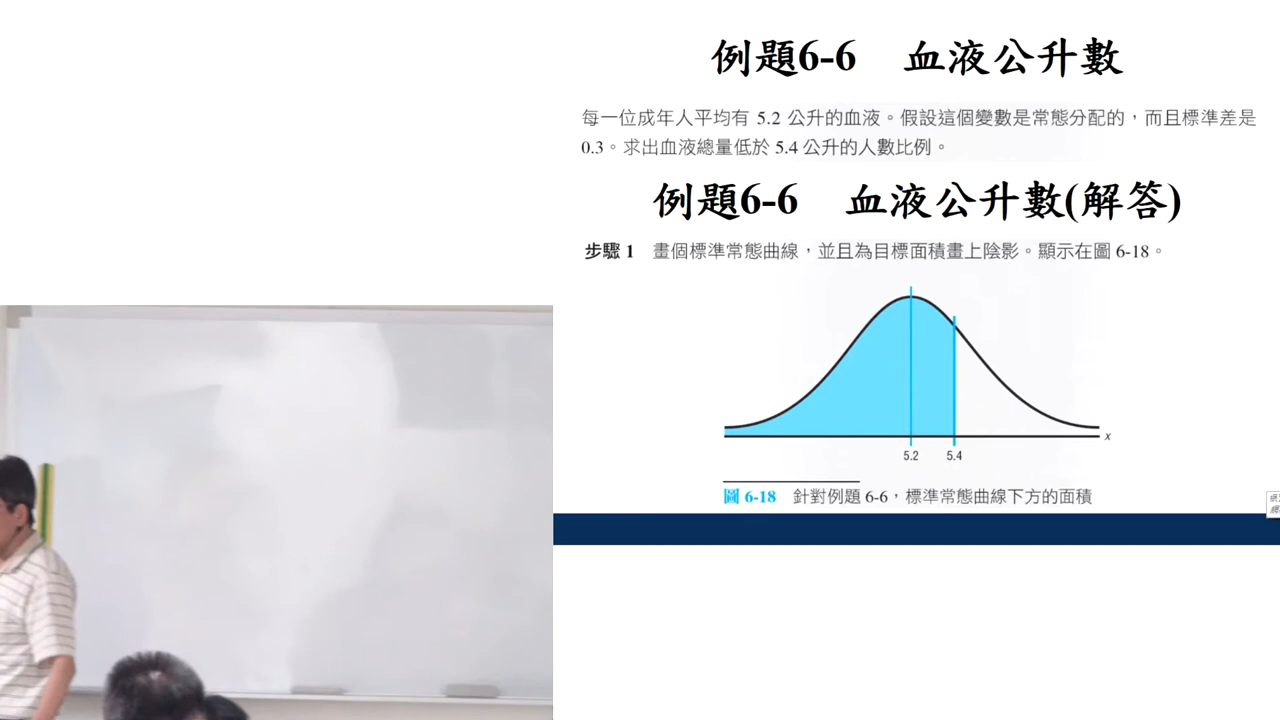 例題6-6 血液公升數
每一位成年人平均有 5.2 公升的血液。假設這個變數是常態分配的，而且標準差是
0.3。求出血液總量低於 5.4 公升的人數比例。
例題6-6 血液公升數(解答)
步驟 1 畫個標準常態曲線，並且為目標面積畫上陰影。顯示在圖 6-18。
x
5.2 5.4
圖 6-18 針對例題 6-6，標準常態曲線下方的面積